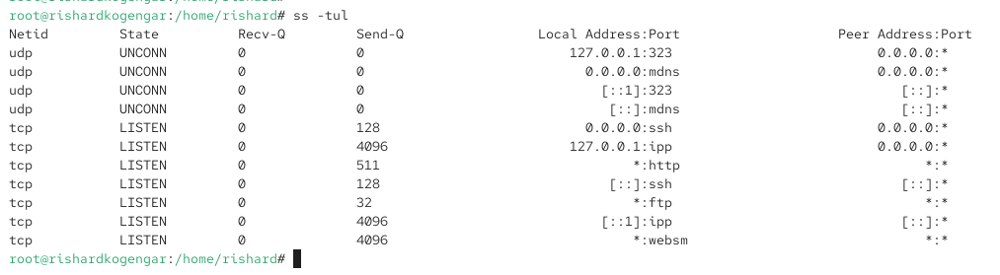 root@rishardkogengar:/home/rishard# ss -tul
Netid State Recv-Q Send-Q Local Address:Port Peer Address:Port
udp UNCONN 0 0 127.0.0.1:323 0.0.0.0:*
udp UNCONN 0 0 0.0.0.0:mdns 0.0.0.0:*
udp UNCONN 0 0 [::1]:323 [::]:*
udp UNCONN 0 0 [::]:mdns [::]:*
tcp LISTEN 0 128 0.0.0.0:ssh 0.0.0.0:*
tcp LISTEN 0 4096 127.0.0.1:ipp 0.0.0.0:*
tcp LISTEN 0 511 *:http *:*
tcp LISTEN 0 128 [::]:ssh [::]:*
tcp LISTEN 0 32 *:ftp *:*
tcp LISTEN 0 4096 [::1]:ipp [::]:*
tcp LISTEN 0 4096 *:websm *:*
root@rishardkogengar:/home/rishard#